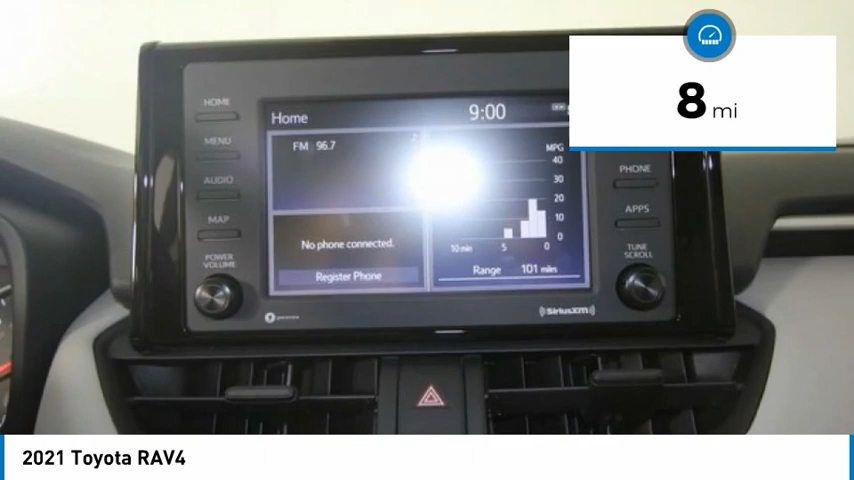 8 mi
HOME
MENU
AUDIO
MAP
POWER
VOLUME
Home
9:00
FM 96.7
No phone connected.
Register Phone
MPG
40
30
20
10
0
10 min 5 0
Range 101 miles
PHONE
APPS
TUNE
SCROLL
((SiriusXM))
2021 Toyota RAV4